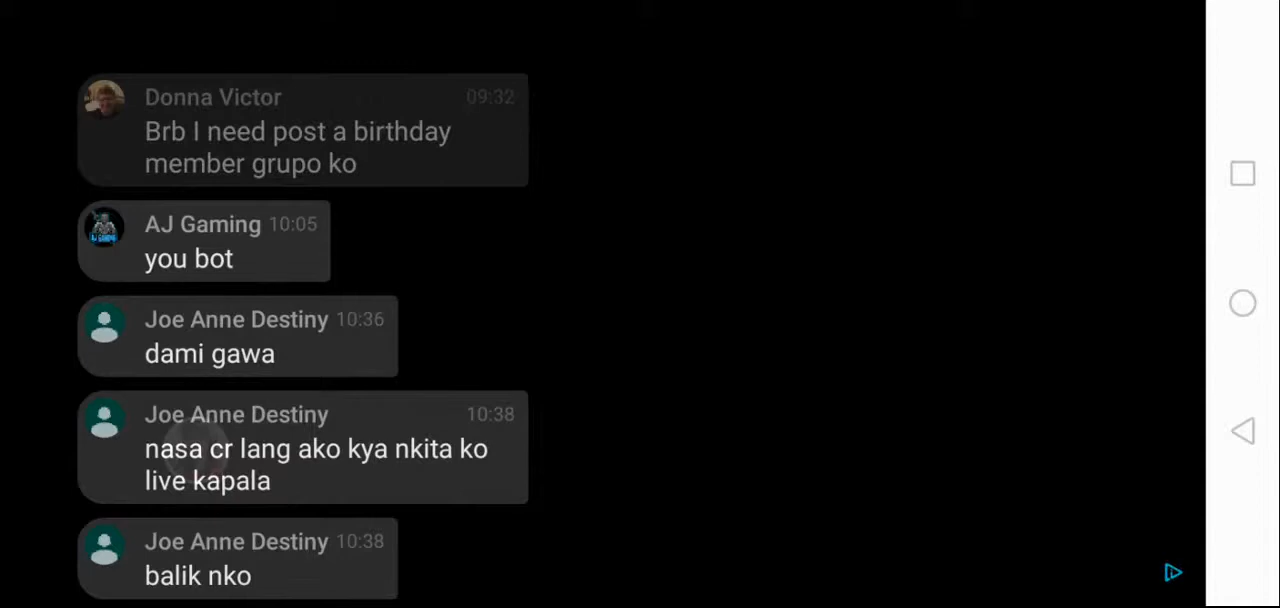 Donna Victor 09:32
Brb I need post a birthday
member grupo ko
AJ Gaming 10:05
you bot
Joe Anne Destiny 10:36
dami gawa
Joe Anne Destiny 10:38
nasa cr lang ako kya nkita ko
live kapala
Joe Anne Destiny 10:38
balik nko